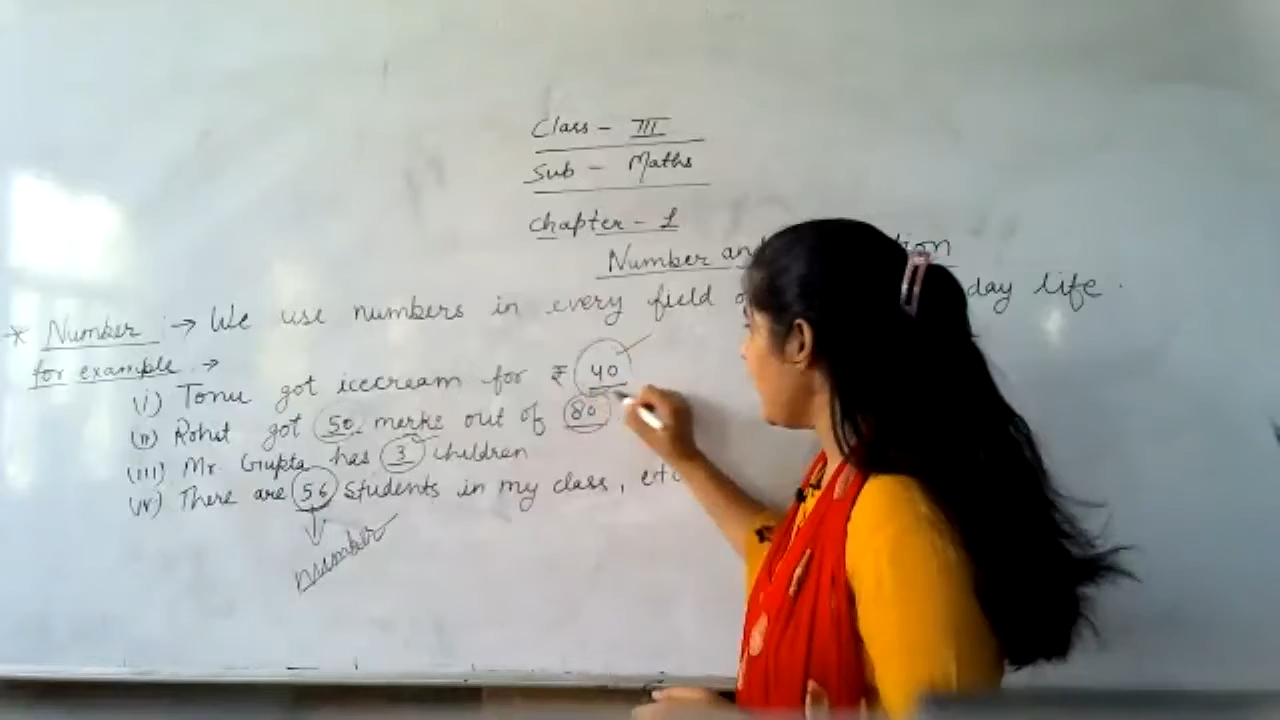 Class - III
Sub - Maths
Chapter - 1
Number an tion
* Number :→ We use numbers in every field day life.
for example →
(i) Tonu got icecream for ₹ 40
(ii) Rohit got 50 marks out of 80
(III) Mr. Gupta has 3 children
(iv) There are 56 students in my class, etc
Number